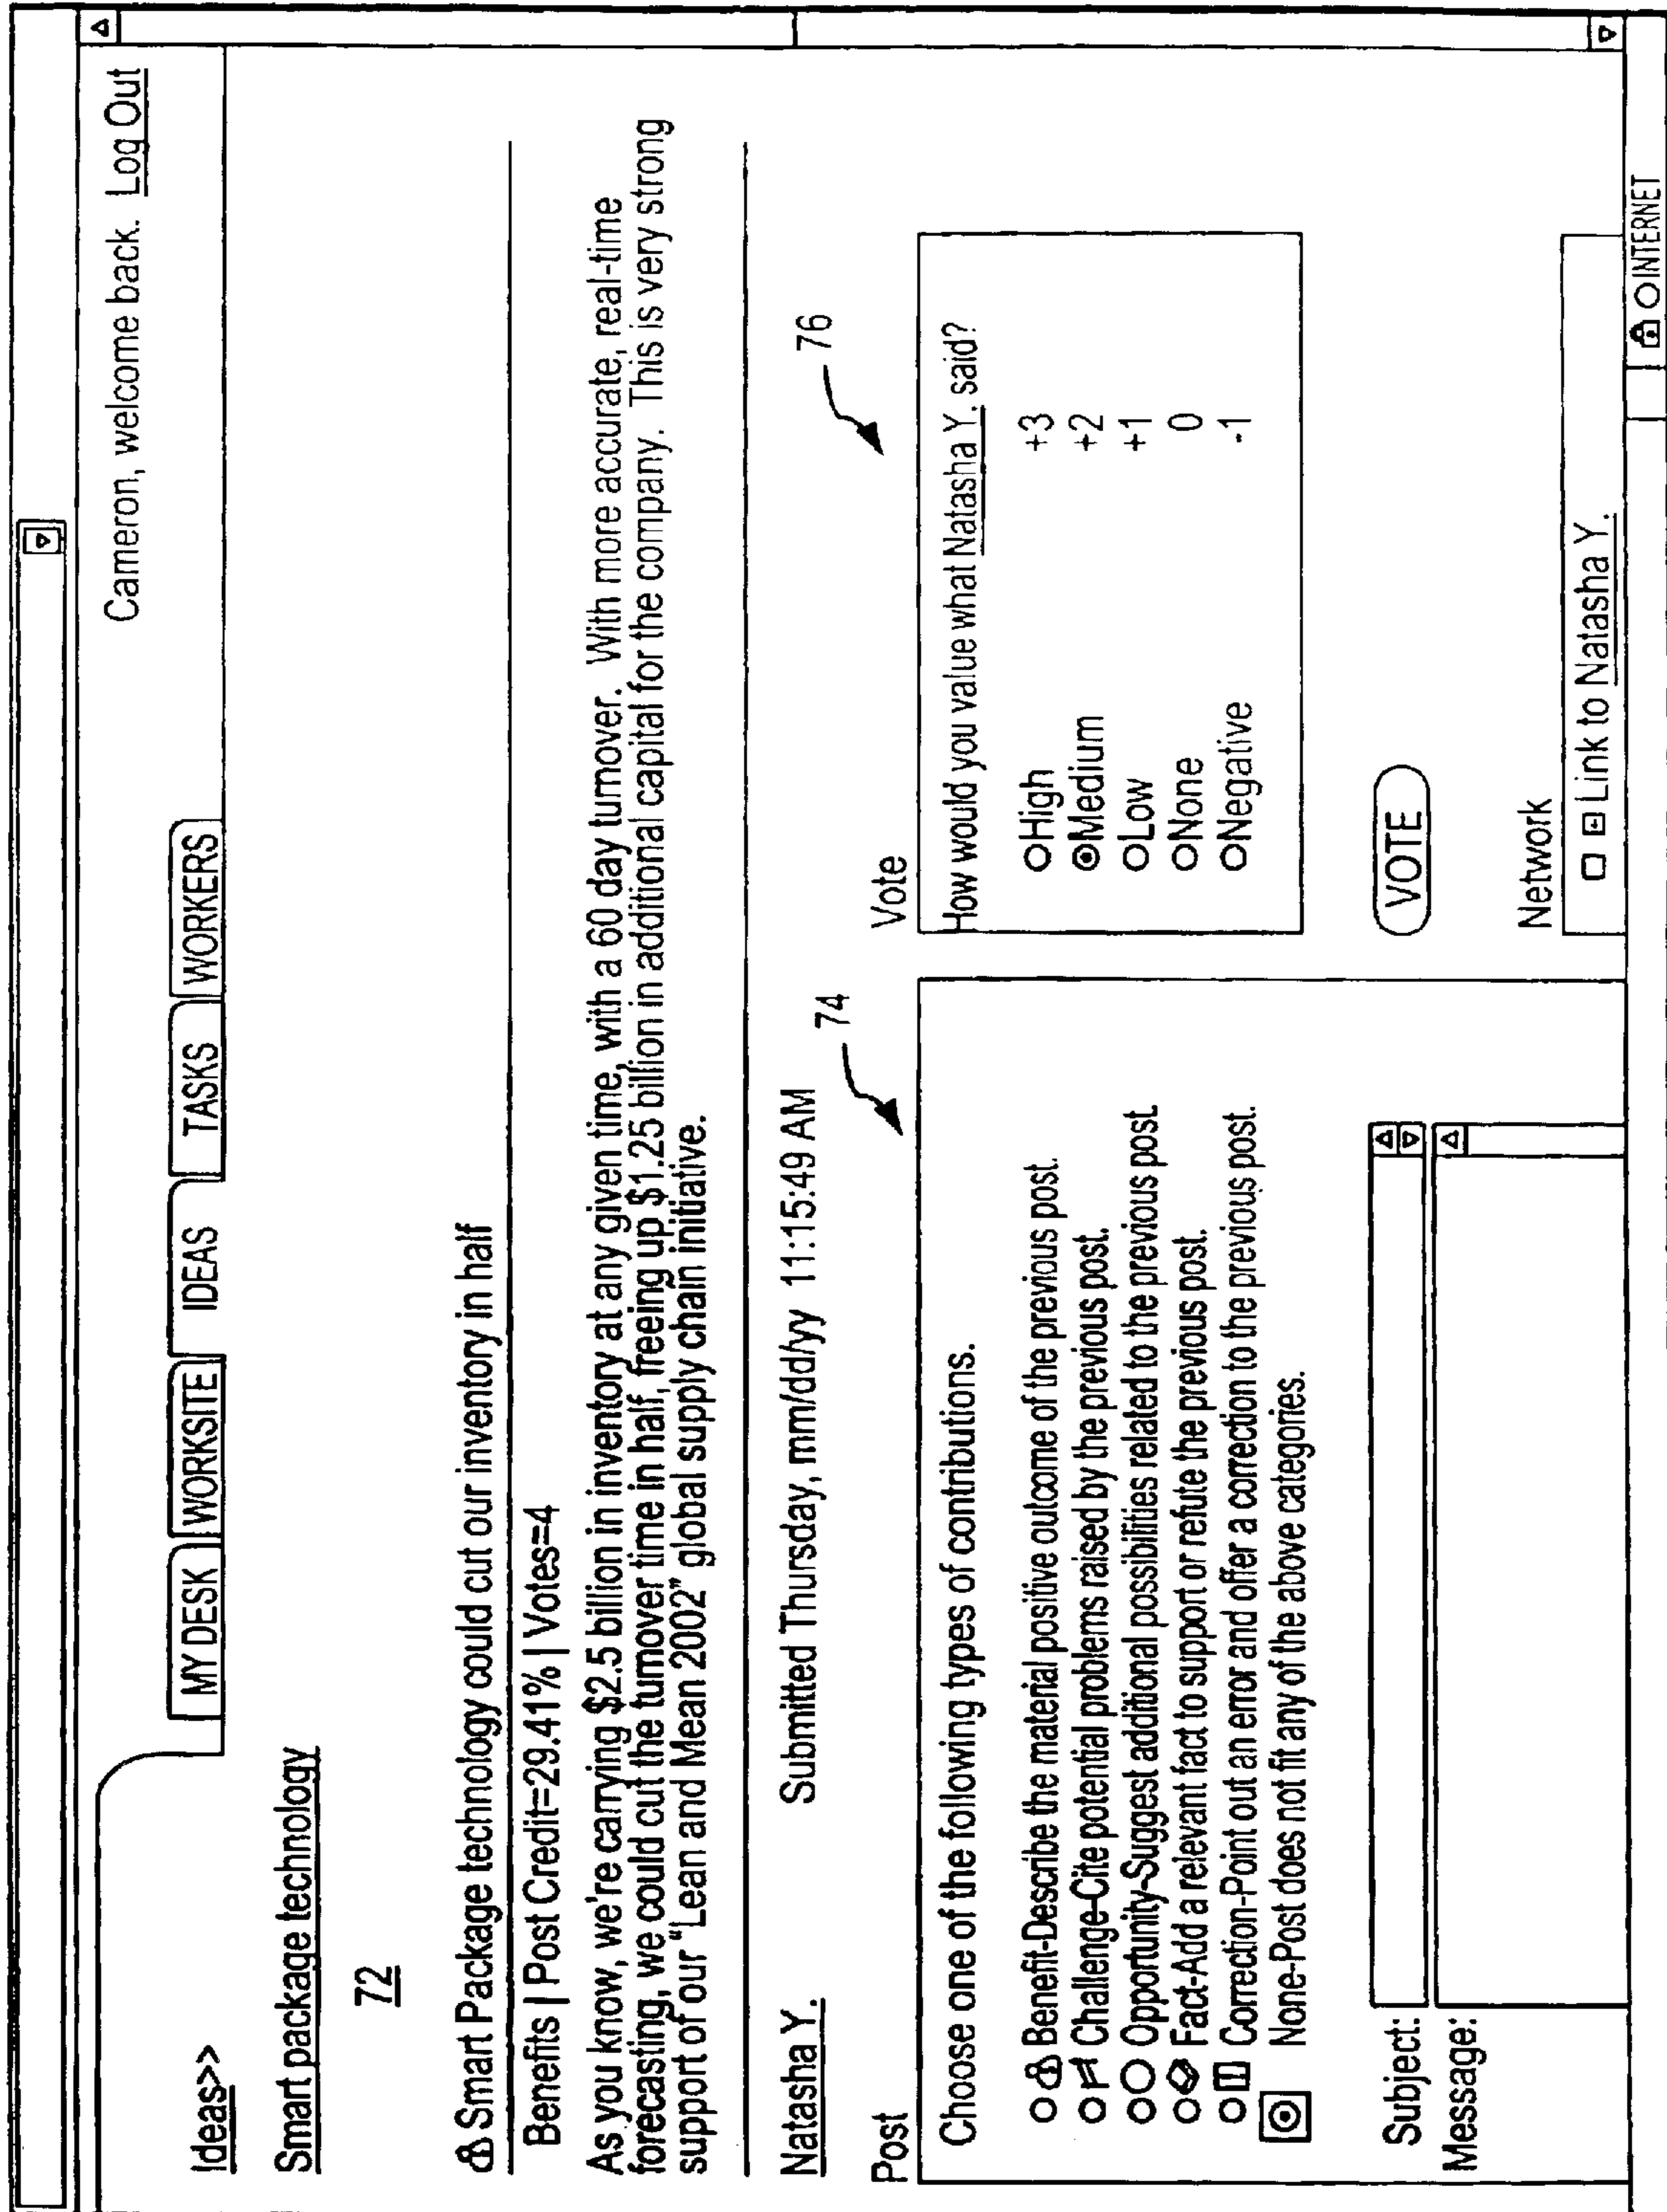 Cameron, welcome back. Log Out
Ideas>>
MY DESK WORKSITE IDEAS TASKS WORKERS
Smart package technology
72
Smart Package technology could cut our inventory in half
Benefits | Post Credit=29.41% | Votes=4
As you know, we're carrying $2.5 billion in inventory at any given time, with a 60 day turnover. With more accurate, real-time
forecasting, we could cut the turnover time in half, freeing up $1.25 billion in additional capital for the company. This is very strong
support of our "Lean and Mean 2002" global supply chain initiative.
Natasha Y. Submitted Thursday, mm/dd/yy 11:15:49 AM
74
76
Post
Choose one of the following types of contributions.
Benefit-Describe the material positive outcome of the previous post.
Challenge-Cite potential problems raised by the previous post.
Opportunity-Suggest additional possibilities related to the previous post.
Fact-Add a relevant fact to support or refute the previous post.
Correction-Point out an error and offer a correction to the previous post.
None-Post does not fit any of the above categories.
Subject:
Message:
Vote
How would you value what Natasha Y. said?
High +3
Medium +2
Low +1
None 0
Negative -1
VOTE
Network
Link to Natasha Y.
INTERNET